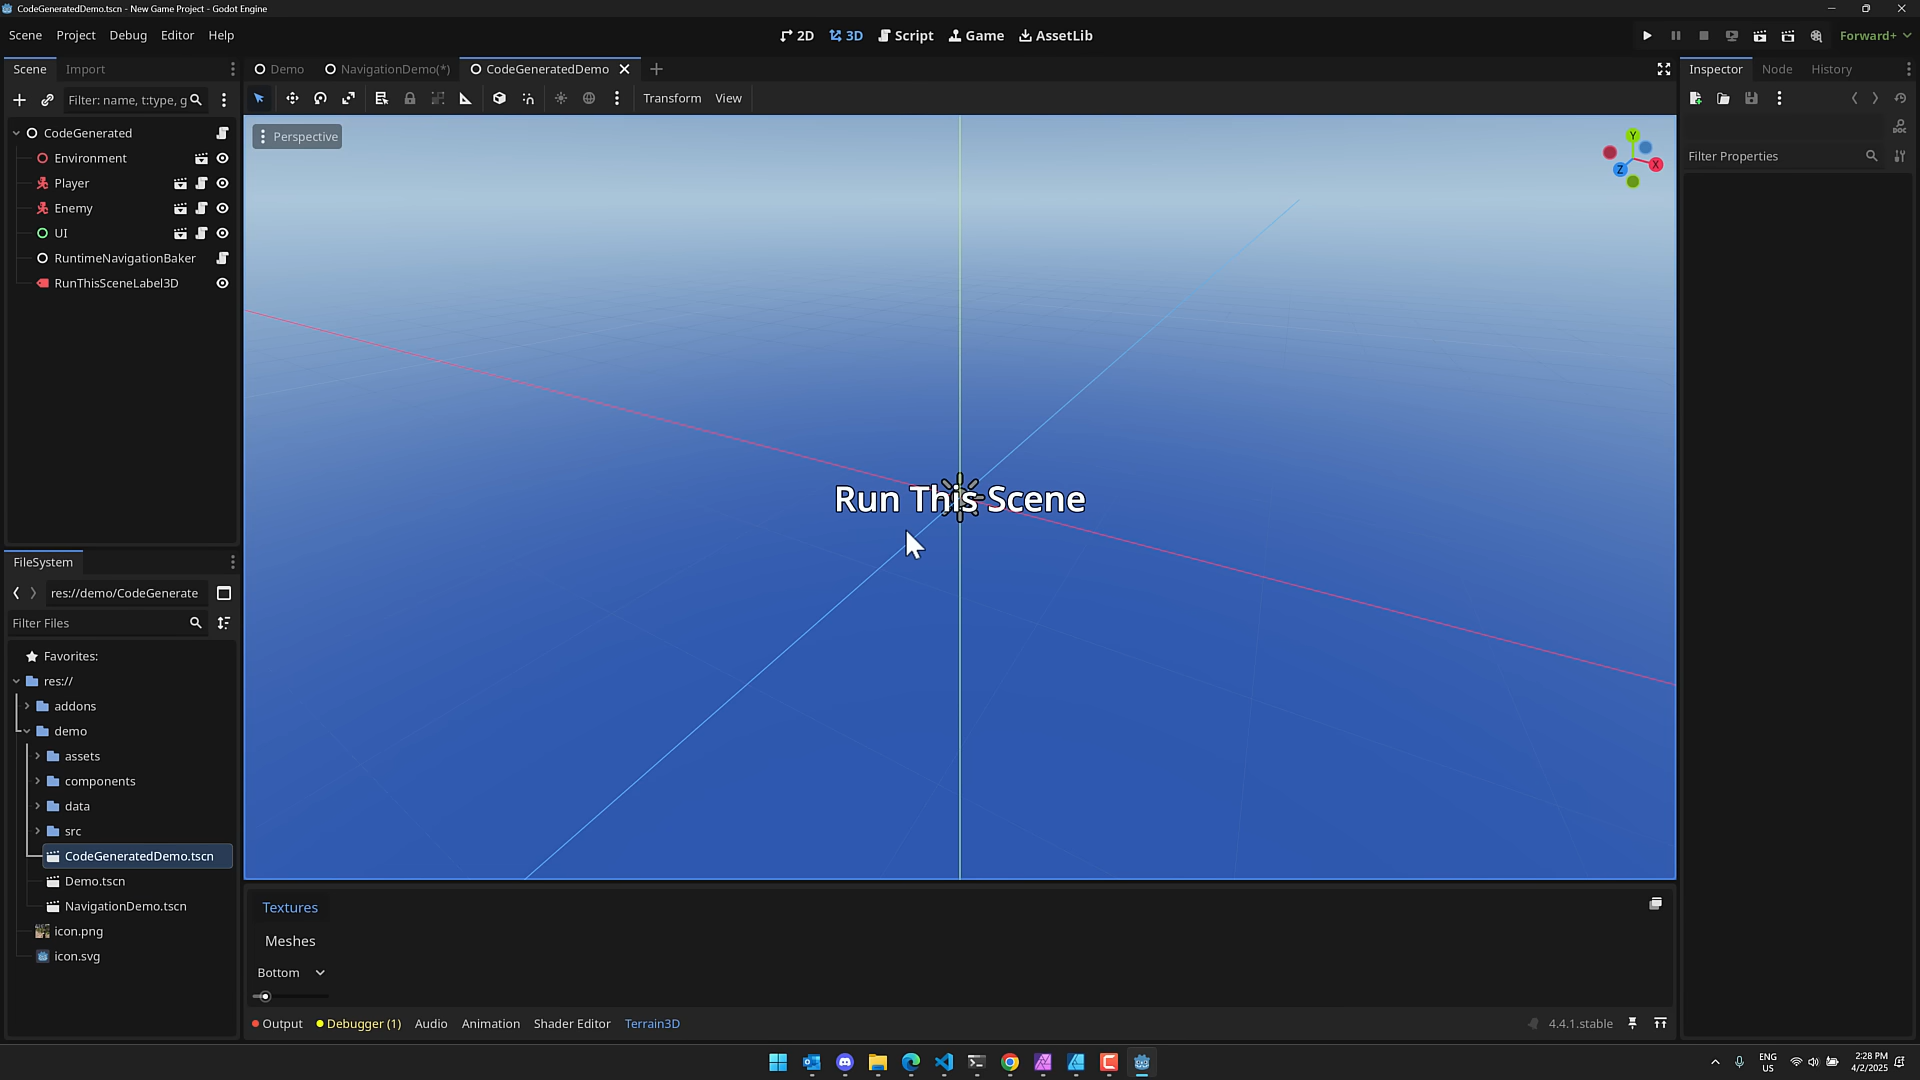 CodeGeneratedDemo.tscn - New Game Project - Godot Engine
Scene Project Debug Editor Help
2D 3D Script Game AssetLib
Forward+
Scene Import
Demo NavigationDemo(*) CodeGeneratedDemo
Inspector Node History
Filter: name, t:type, g
Transform View
CodeGenerated
Perspective
Y
X
Z
DOC
Filter Properties
Environment
Player
Enemy
UI
RuntimeNavigationBaker
RunThisSceneLabel3D
Run This Scene
FileSystem
res://demo/CodeGenerate
Filter Files
Favorites:
res://
addons
demo
assets
components
data
src
CodeGeneratedDemo.tscn
Demo.tscn
NavigationDemo.tscn
icon.png
icon.svg
Textures
Meshes
Bottom
Output Debugger (1) Audio Animation Shader Editor Terrain3D
4.4.1.stable
ENG
US
2:28 PM
4/2/2025